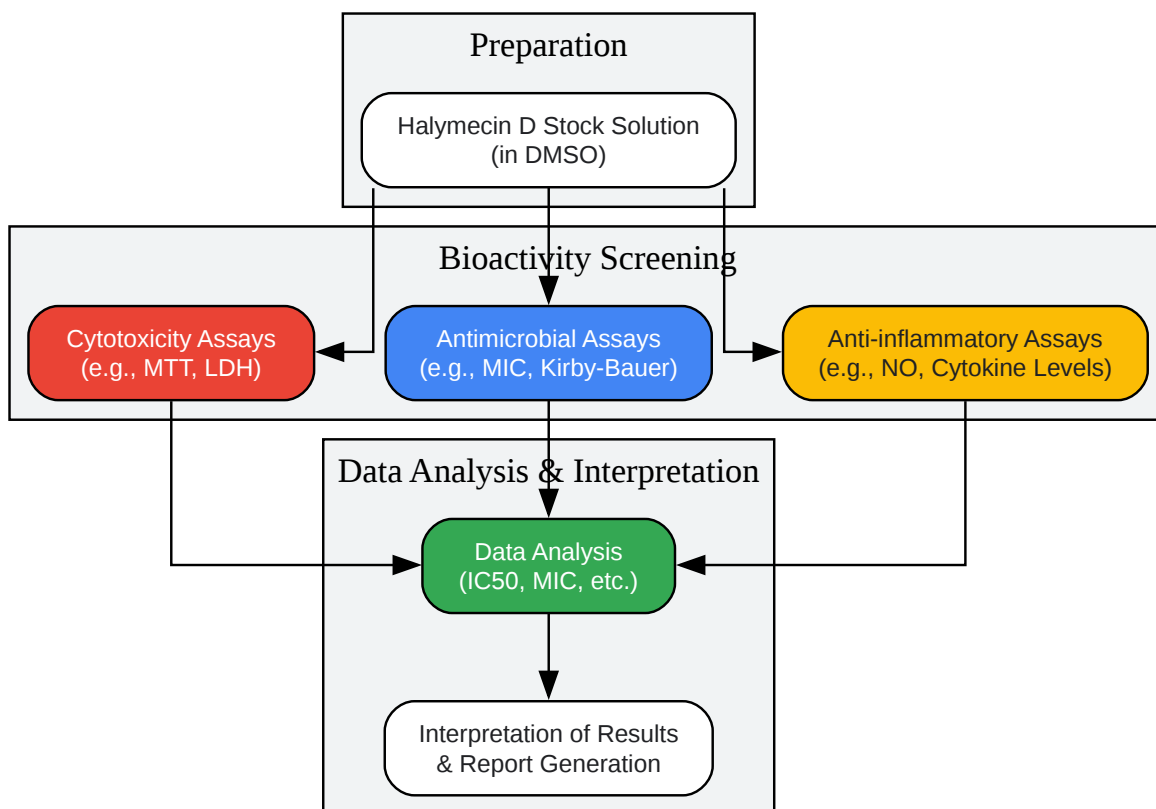 Preparation
Halymecin D Stock Solution
(in DMSO)
Bioactivity Screening
Cytotoxicity Assays
(e.g., MTT, LDH)
Antimicrobial Assays
(e.g., MIC, Kirby-Bauer)
Anti-inflammatory Assays
(e.g., NO, Cytokine Levels)
Data Analysis & Interpretation
Data Analysis
(IC50, MIC, etc.)
Interpretation of Results
& Report Generation